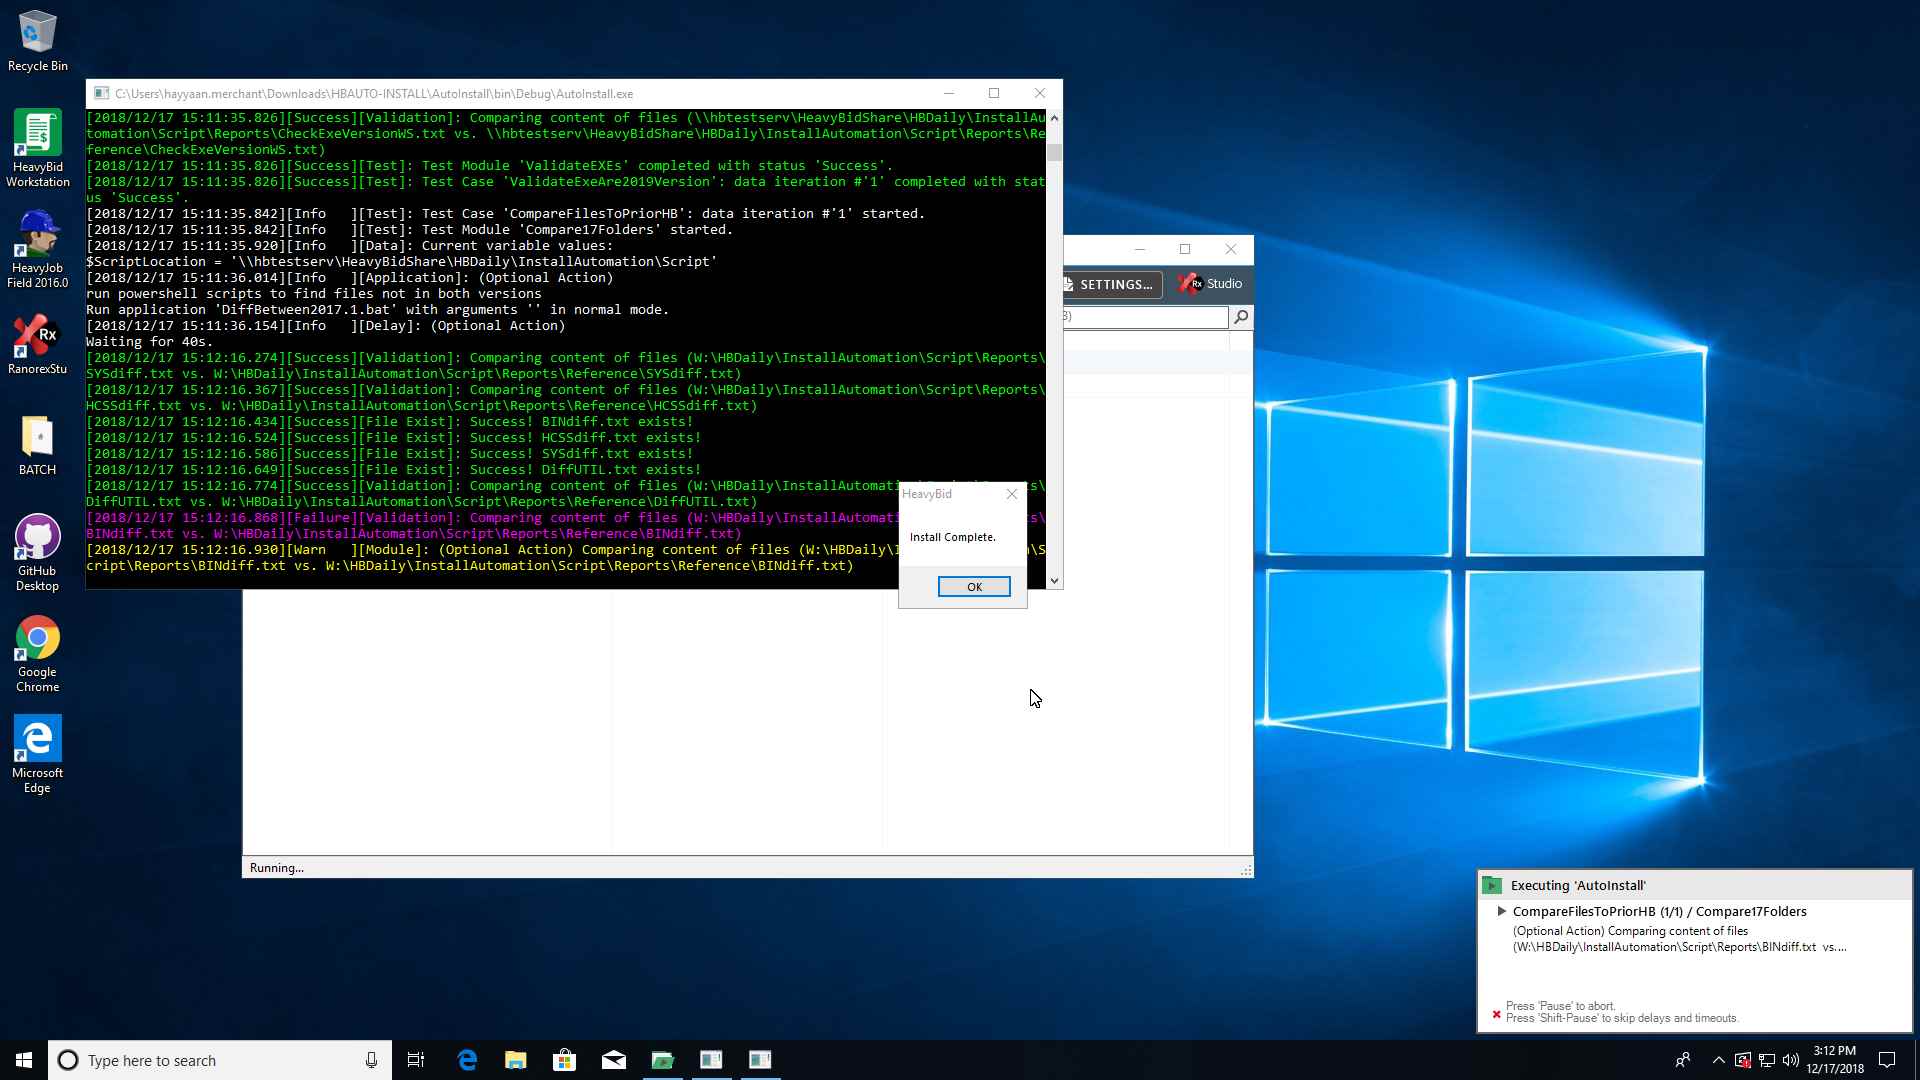 Recycle Bin
HeavyBid
Workstation
HeavyJob
Field 2016.0
RanorexStu
BATCH
GitHub
Desktop
Google
Chrome
Microsoft
Edge
C:\Users\hayyaan.merchant\Downloads\HBAUTO-INSTALL\AutoInstall\bin\Debug\AutoInstall.exe
[2018/12/17 15:11:35.826][Success][Validation]: Comparing content of files (\\hbtestserv\HeavyBidShare\HBDaily\InstallAu
tomation\Script\Reports\CheckExeVersionWS.txt vs. \\hbtestserv\HeavyBidShare\HBDaily\InstallAutomation\Script\Reports\Re
ference\CheckExeVersionWS.txt)
[2018/12/17 15:11:35.826][Success][Test]: Test Module 'ValidateEXEs' completed with status 'Success'.
[2018/12/17 15:11:35.826][Success][Test]: Test Case 'ValidateExeAre2019Version': data iteration #'1' completed with stat
us 'Success'.
[2018/12/17 15:11:35.842][Info   ][Test]: Test Case 'CompareFilesToPriorHB': data iteration #'1' started.
[2018/12/17 15:11:35.842][Info   ][Test]: Test Module 'Compare17Folders' started.
[2018/12/17 15:11:35.920][Info   ][Data]: Current variable values:
$ScriptLocation = '\\hbtestserv\HeavyBidShare\HBDaily\InstallAutomation\Script'
[2018/12/17 15:11:36.014][Info   ][Application]: (Optional Action)
run powershell scripts to find files not in both versions
Run application 'DiffBetween2017.1.bat' with arguments '' in normal mode.
[2018/12/17 15:11:36.154][Info   ][Delay]: (Optional Action)
Waiting for 40s.
[2018/12/17 15:12:16.274][Success][Validation]: Comparing content of files (W:\HBDaily\InstallAutomation\Script\Reports\
SYSdiff.txt vs. W:\HBDaily\InstallAutomation\Script\Reports\Reference\SYSdiff.txt)
[2018/12/17 15:12:16.367][Success][Validation]: Comparing content of files (W:\HBDaily\InstallAutomation\Script\Reports\
HCSSdiff.txt vs. W:\HBDaily\InstallAutomation\Script\Reports\Reference\HCSSdiff.txt)
[2018/12/17 15:12:16.434][Success][File Exist]: Success! BINdiff.txt exists!
[2018/12/17 15:12:16.524][Success][File Exist]: Success! HCSSdiff.txt exists!
[2018/12/17 15:12:16.586][Success][File Exist]: Success! SYSdiff.txt exists!
[2018/12/17 15:12:16.649][Success][File Exist]: Success! DiffUTIL.txt exists!
[2018/12/17 15:12:16.774][Success][Validation]: Comparing content of files (W:\HBDaily\InstallAutomati
DiffUTIL.txt vs. W:\HBDaily\InstallAutomation\Script\Reports\Reference\DiffUTIL.txt)
[2018/12/17 15:12:16.868][Failure][Validation]: Comparing content of files (W:\HBDaily\InstallAutomati s\
BINdiff.txt vs. W:\HBDaily\InstallAutomation\Script\Reports\Reference\BINdiff.txt)
[2018/12/17 15:12:16.930][Warn   ][Module]: (Optional Action) Comparing content of files (W:\HBDaily\ n\S
cript\Reports\BINdiff.txt vs. W:\HBDaily\InstallAutomation\Script\Reports\Reference\BINdiff.txt)
HeavyBid
Install Complete.
OK
SETTINGS...
Rx Studio
3)
Running...
Executing 'AutoInstall'
CompareFilesToPriorHB (1/1) / Compare17Folders
(Optional Action) Comparing content of files
(W:\HBDaily\InstallAutomation\Script\Reports\BINdiff.txt vs....
Press 'Pause' to abort.
Press 'Shift-Pause' to skip delays and timeouts.
Type here to search
3:12 PM
12/17/2018